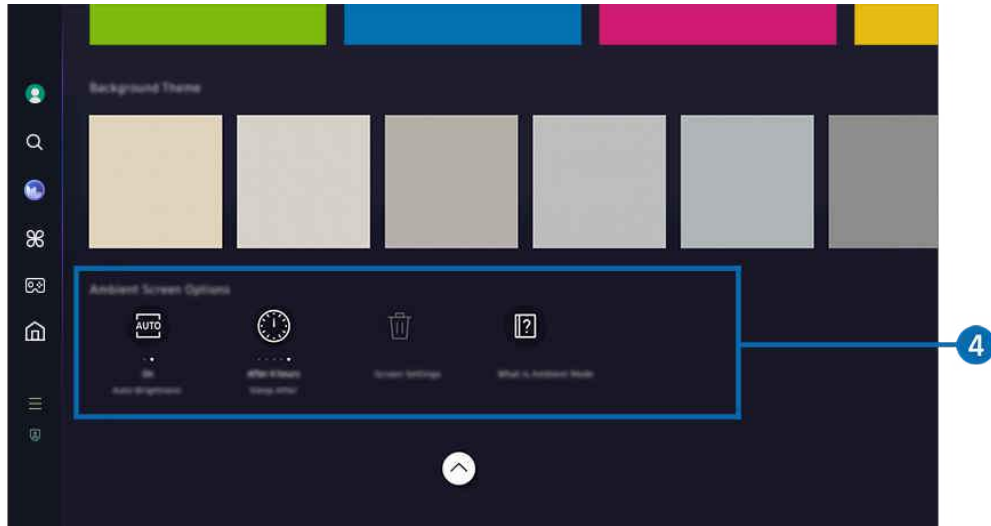 Background Theme
Ambient Screen Options
AUTO
?
On
After 8 hours
Auto Brightness
Sleep After
Screen Settings
What is Ambient Mode
4